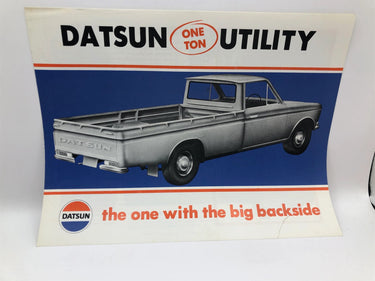 DATSUN ONE TON UTILITY
DATSUN
DATSUN the one with the big backside